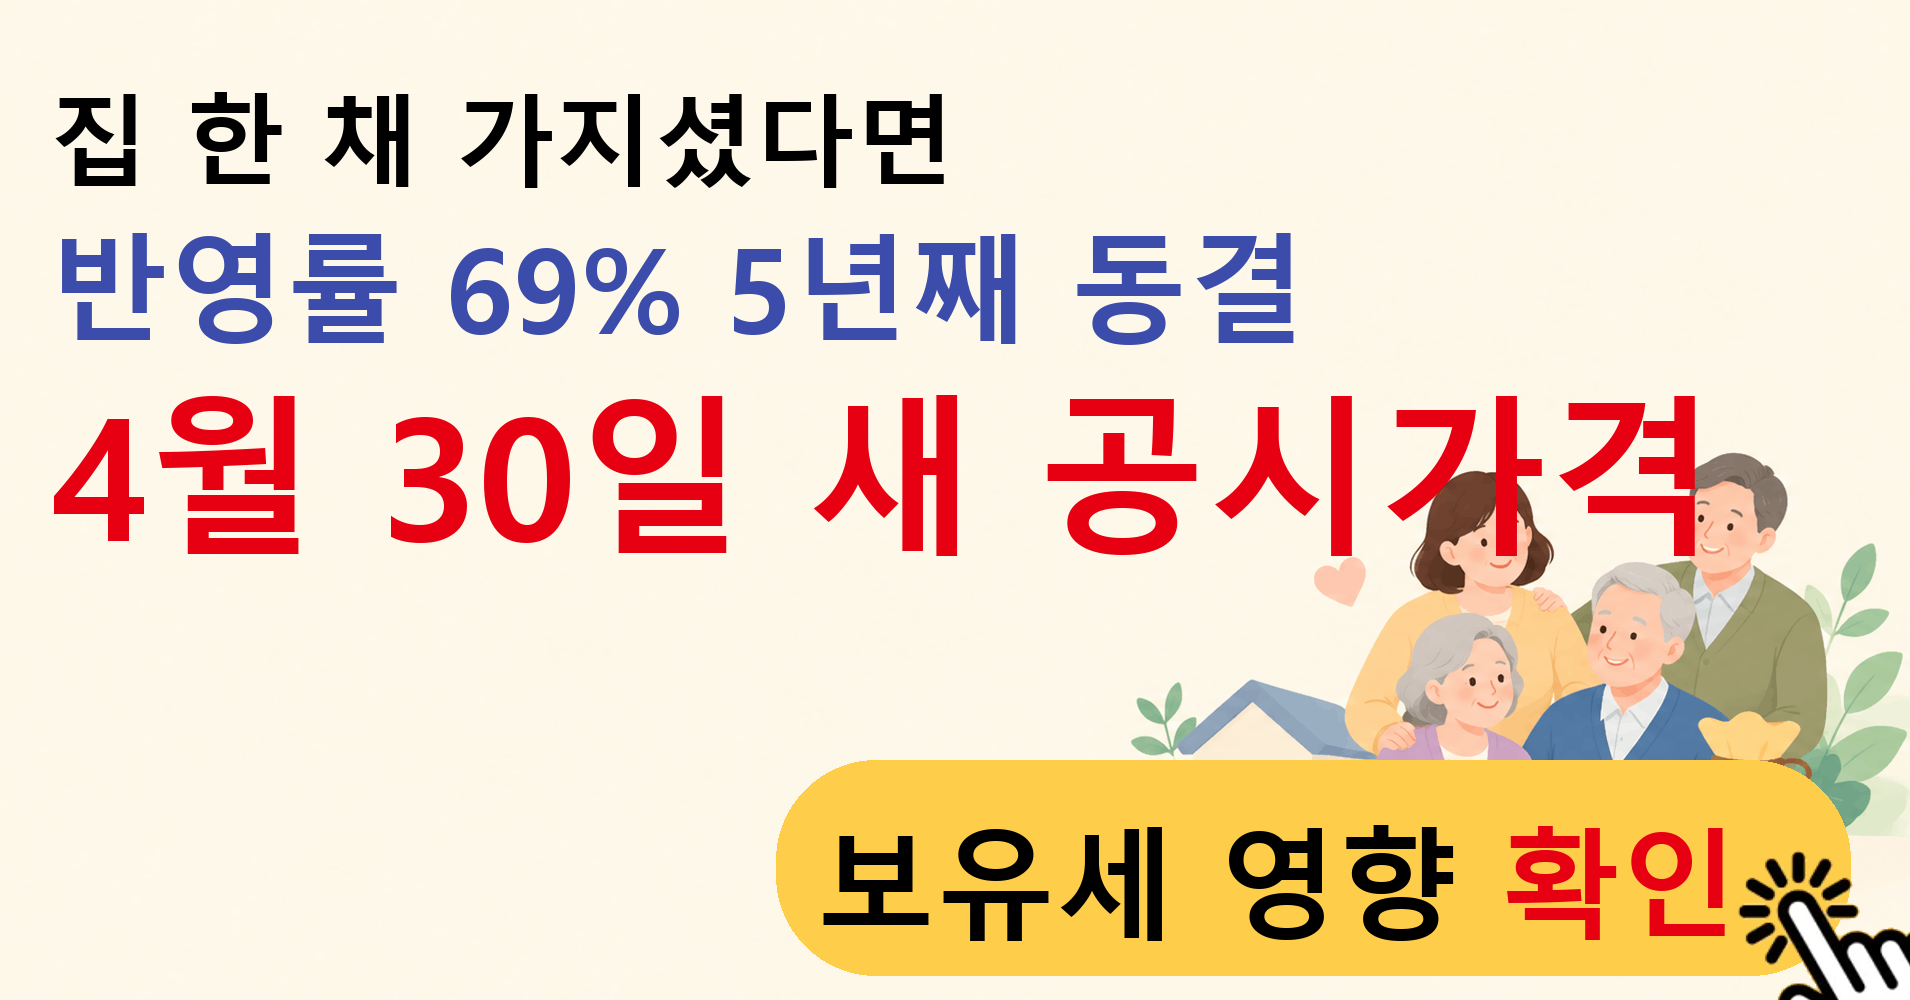 집 한 채 가지셨다면
반영률 69% 5년째 동결
4월 30일 새 공시가격
보유세 영향 확인